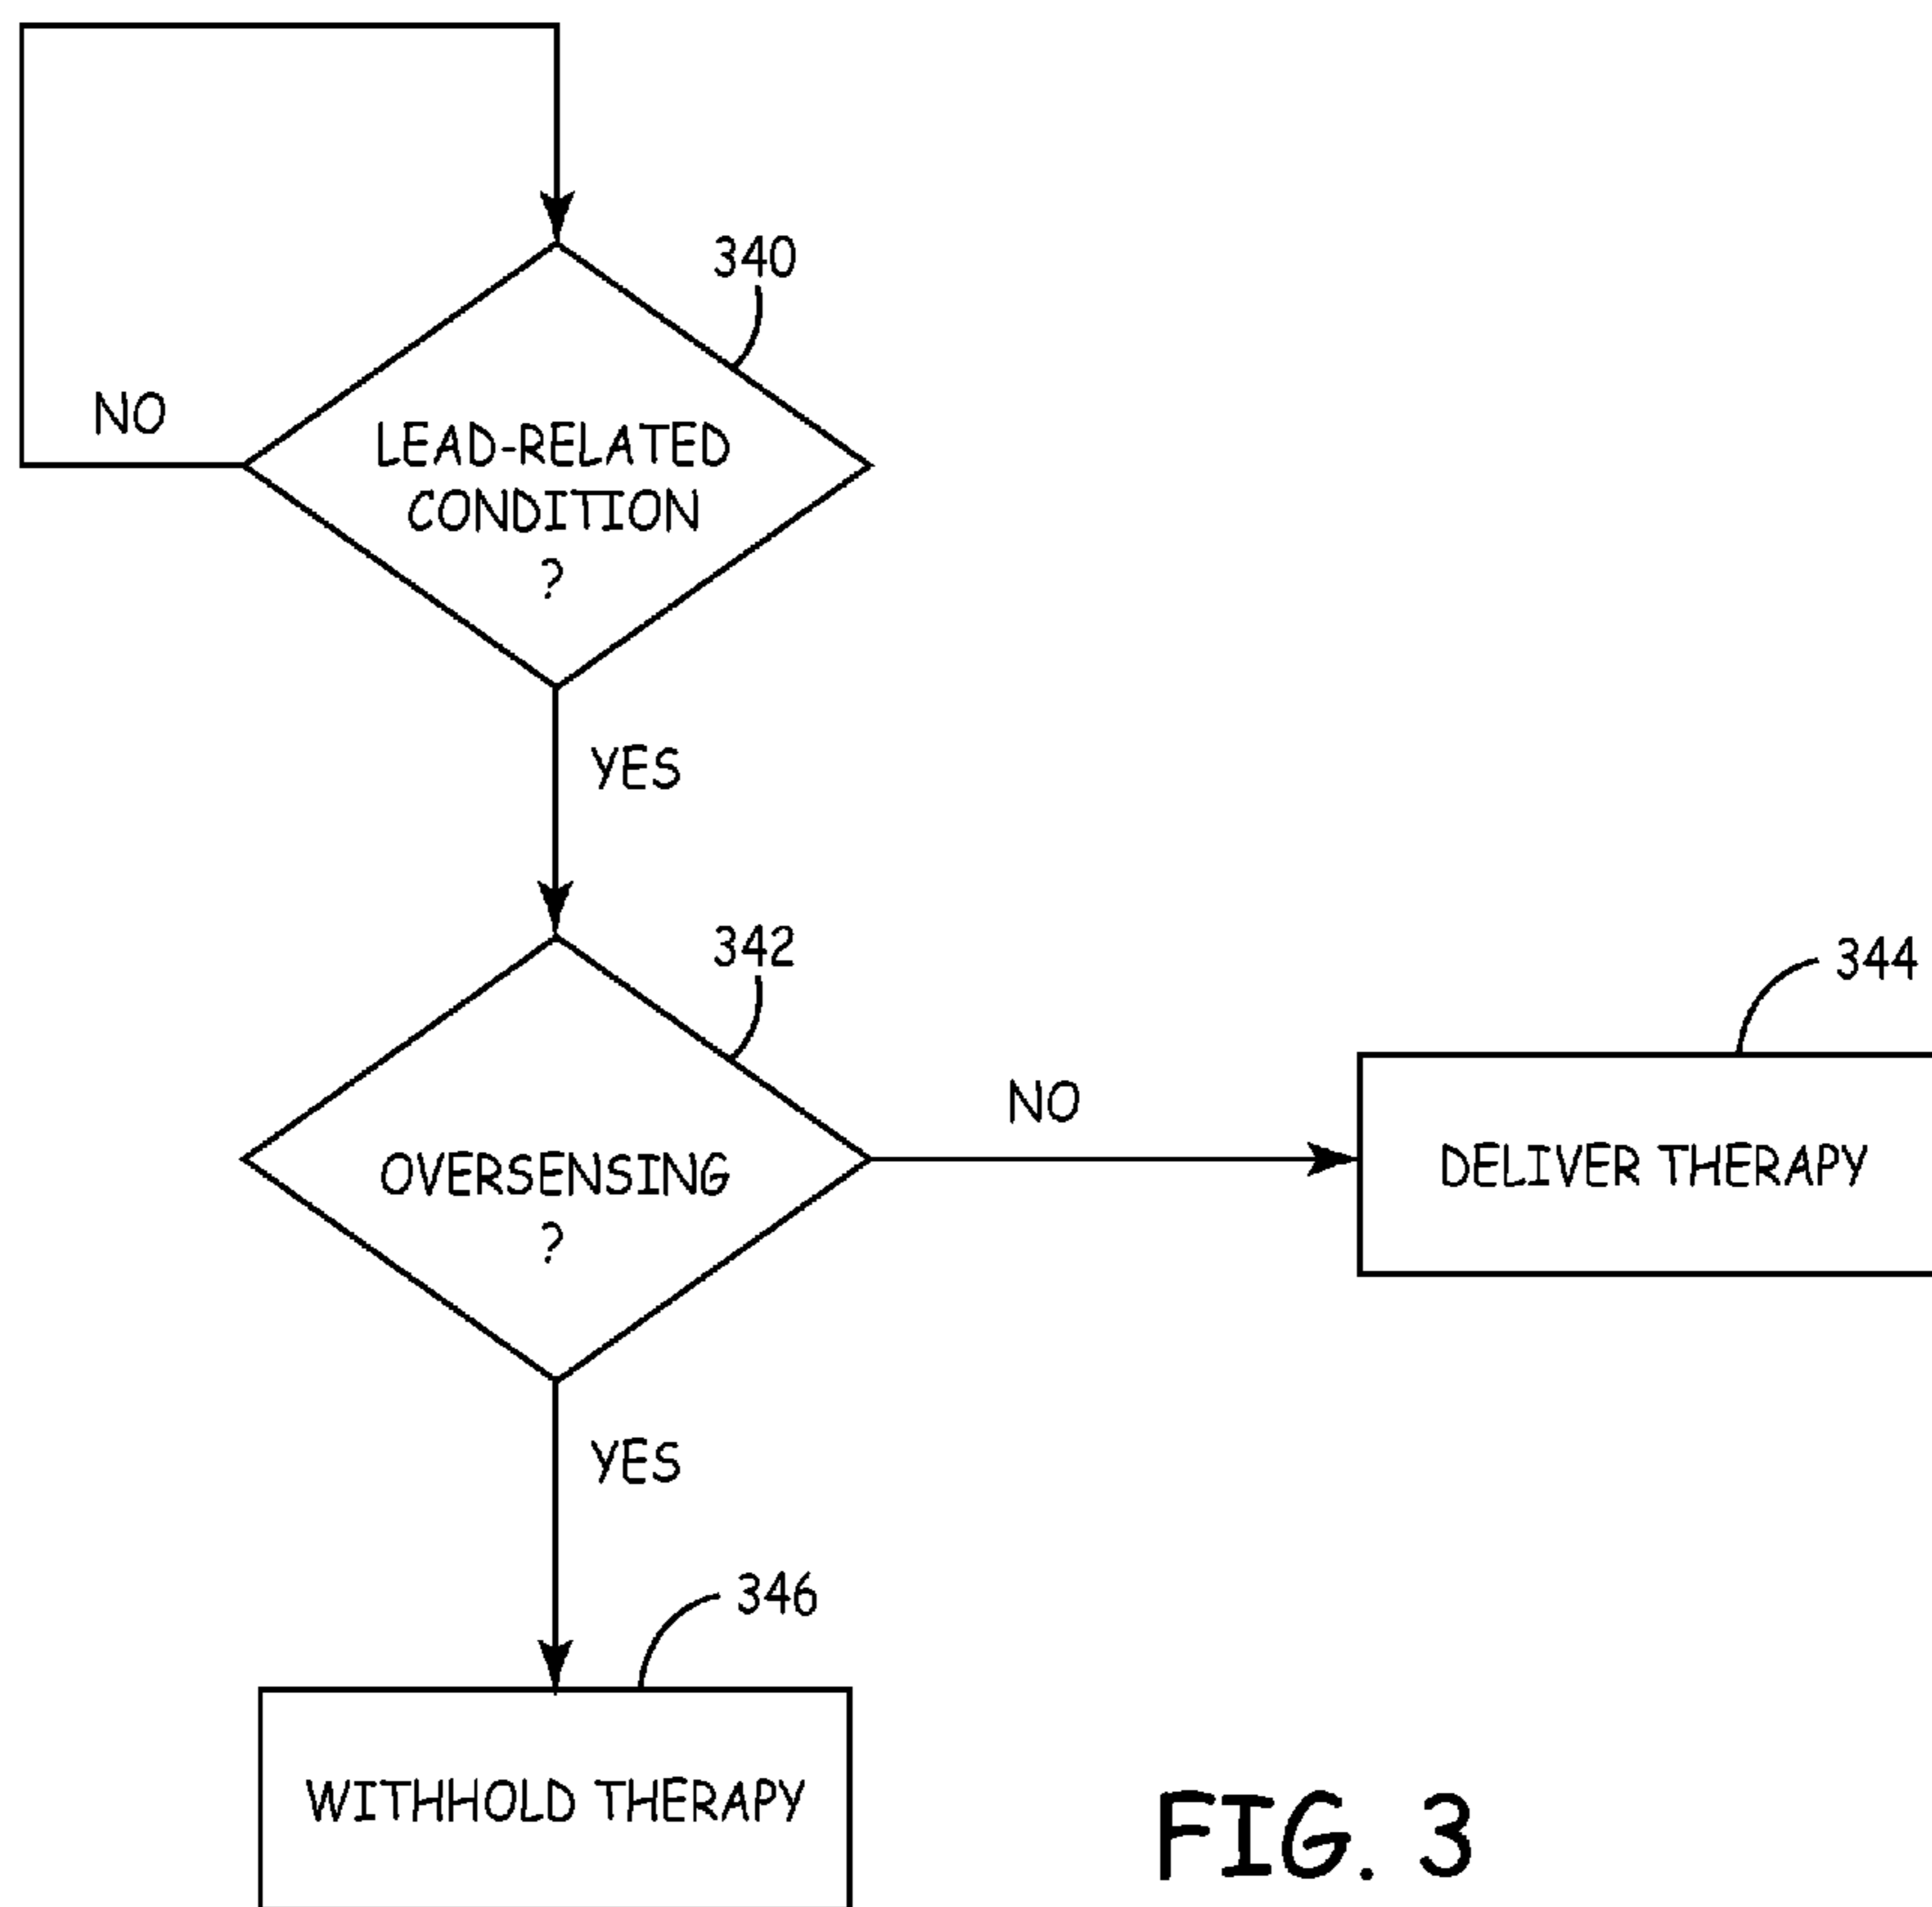 340
NO
LEAD-RELATED
CONDITION
?
YES
342
344
NO
OVERSENSING
?
DELIVER THERAPY
YES
346
WITHHOLD THERAPY
FIG. 3